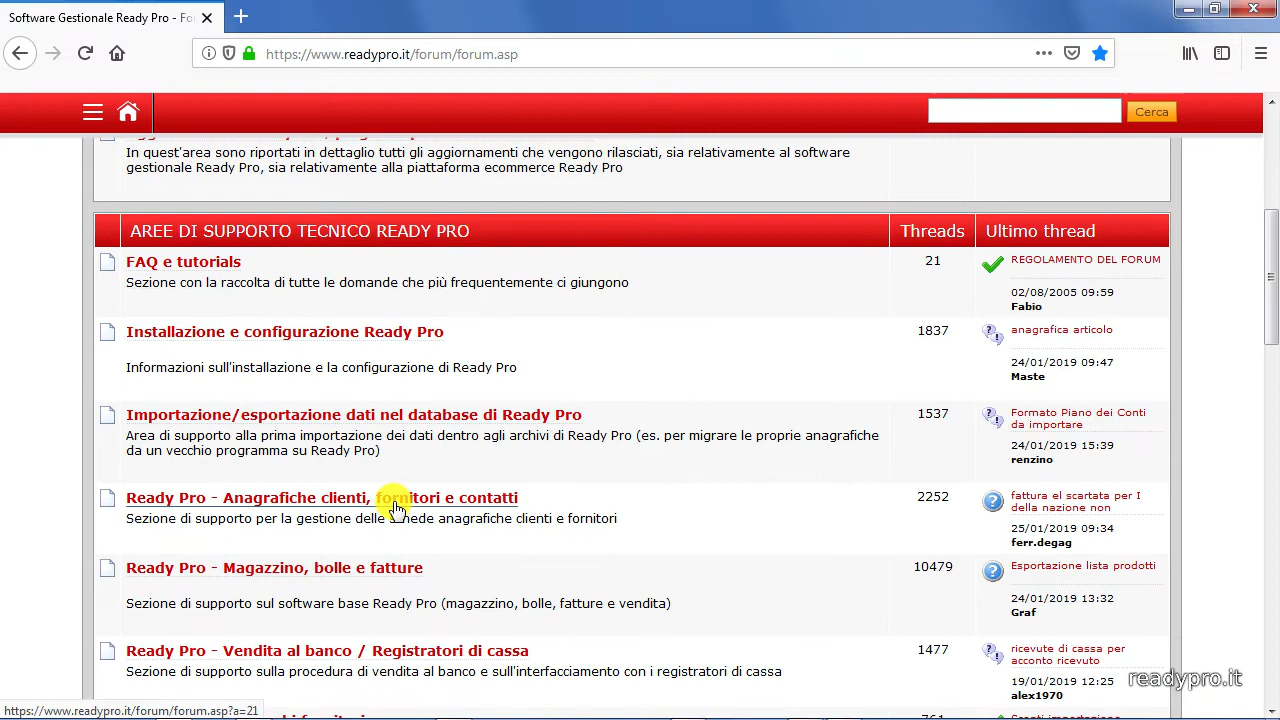 Software Gestionale Ready Pro - Fo
https://www.readypro.it/forum/forum.asp
Cerca
In quest'area sono riportati in dettaglio tutti gli aggiornamenti che vengono rilasciati, sia relativamente al software
gestionale Ready Pro, sia relativamente alla piattaforma ecommerce Ready Pro
AREE DI SUPPORTO TECNICO READY PRO Threads Ultimo thread
FAQ e tutorials 21 REGOLAMENTO DEL FORUM
Sezione con la raccolta di tutte le domande che più frequentemente ci giungono
02/08/2005 09:59
Fabio
Installazione e configurazione Ready Pro 1837 anagrafica articolo
Informazioni sull'installazione e la configurazione di Ready Pro
24/01/2019 09:47
Maste
Importazione/esportazione dati nel database di Ready Pro 1537 Formato Piano dei Conti
da importare
Area di supporto alla prima importazione dei dati dentro agli archivi di Ready Pro (es. per migrare le proprie anagrafiche
da un vecchio programma su Ready Pro)
24/01/2019 15:39
renzino
Ready Pro - Anagrafiche clienti, fornitori e contatti 2252 fattura el scartata per I
della nazione non
Sezione di supporto per la gestione delle schede anagrafiche clienti e fornitori
25/01/2019 09:34
ferr.degag
Ready Pro - Magazzino, bolle e fatture 10479 Esportazione lista prodotti
Sezione di supporto sul software base Ready Pro (magazzino, bolle, fatture e vendita)
24/01/2019 13:32
Graf
Ready Pro - Vendita al banco / Registratori di cassa 1477 ricevute di cassa per
acconto ricevuto
Sezione di supporto sulla procedura di vendita al banco e sull'interfacciamento con i registratori di cassa
19/01/2019 12:25
alex1970
readypro.it
https://www.readypro.it/forum/forum.asp?a=21